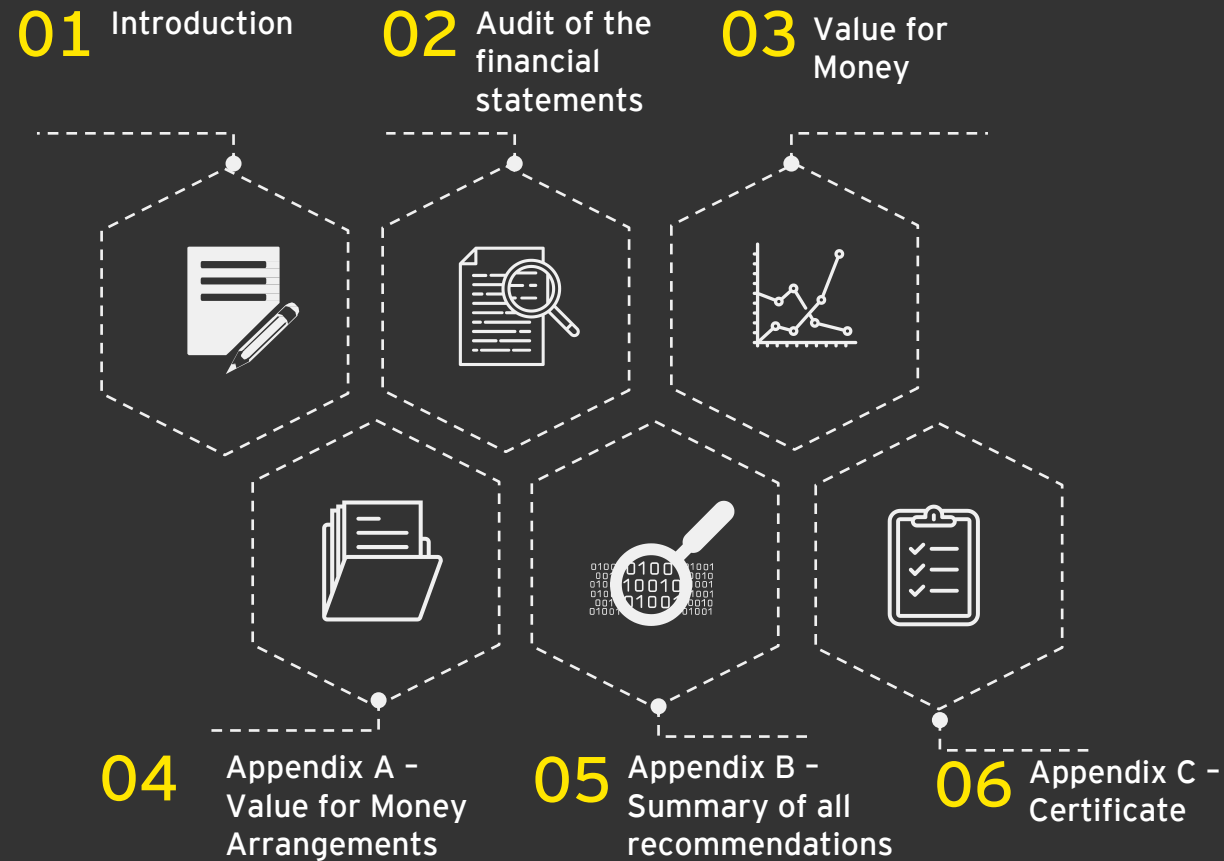 01 Introduction
02 Audit of the
financial
statements
03 Value for
Money
04 Appendix A –
Value for Money
Arrangements
05 Appendix B –
Summary of all
recommendations
06 Appendix C –
Certificate